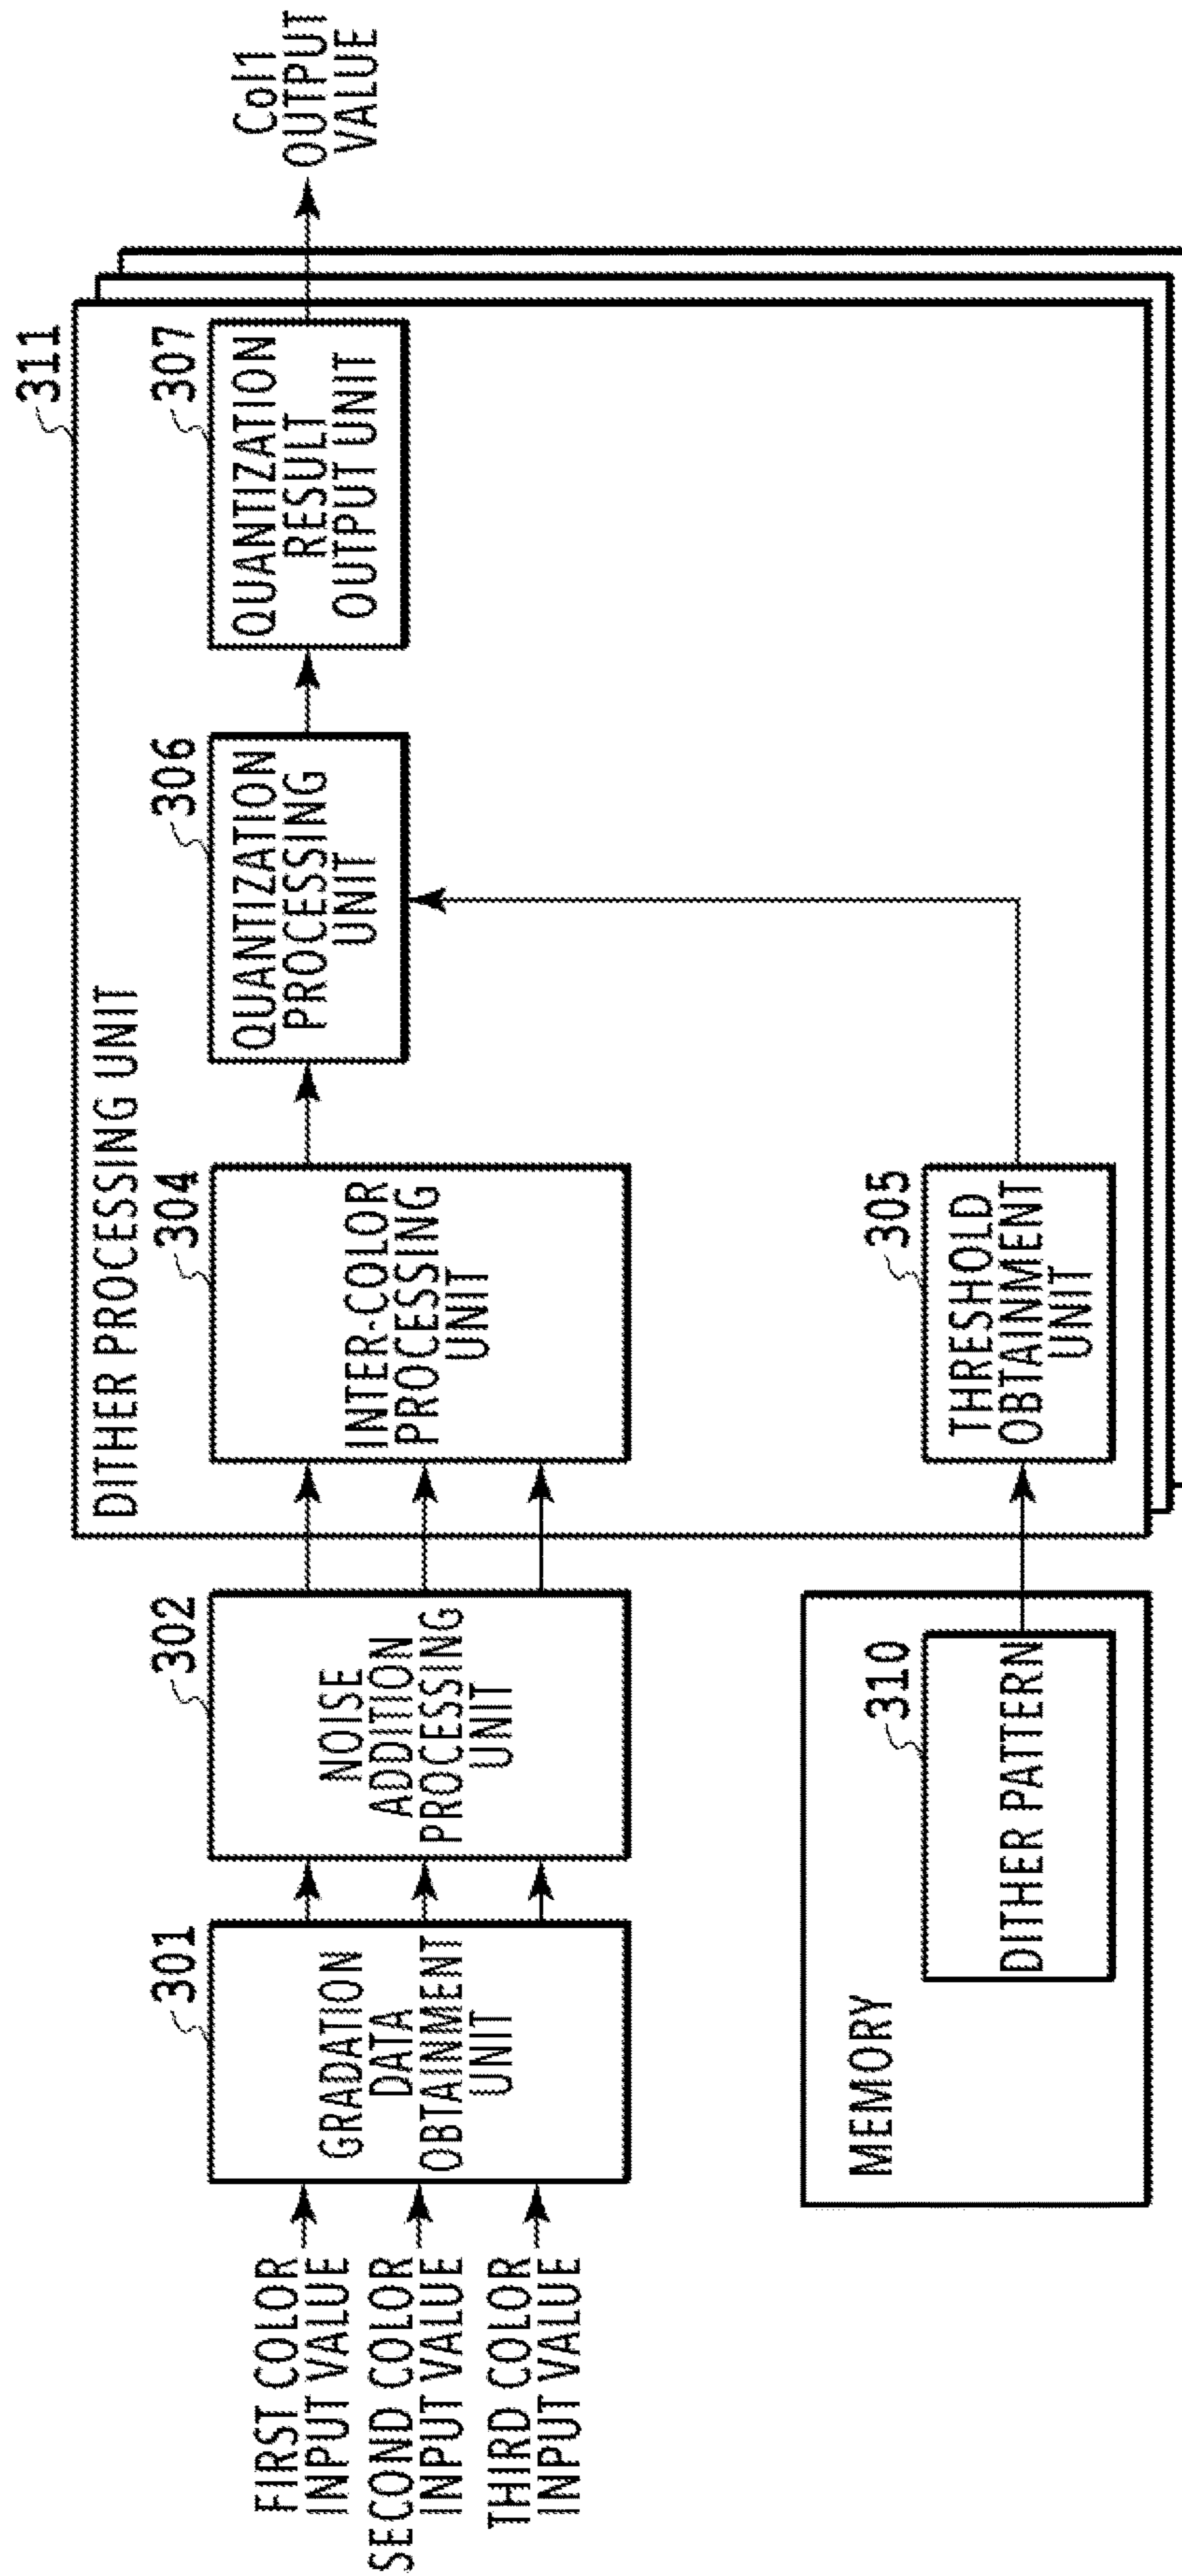 FIRST COLOR
INPUT VALUE
SECOND COLOR
INPUT VALUE
THIRD COLOR
INPUT VALUE
301
GRADATION
DATA
OBTAINMENT
UNIT
302
NOISE
ADDITION
PROCESSING
UNIT
311
DITHER PROCESSING UNIT
304
INTER-COLOR
PROCESSING
UNIT
306
QUANTIZATION
PROCESSING
UNIT
307
QUANTIZATION
RESULT
OUTPUT UNIT
Col1
OUTPUT
VALUE
MEMORY
310
DITHER PATTERN
305
THRESHOLD
OBTAINMENT
UNIT